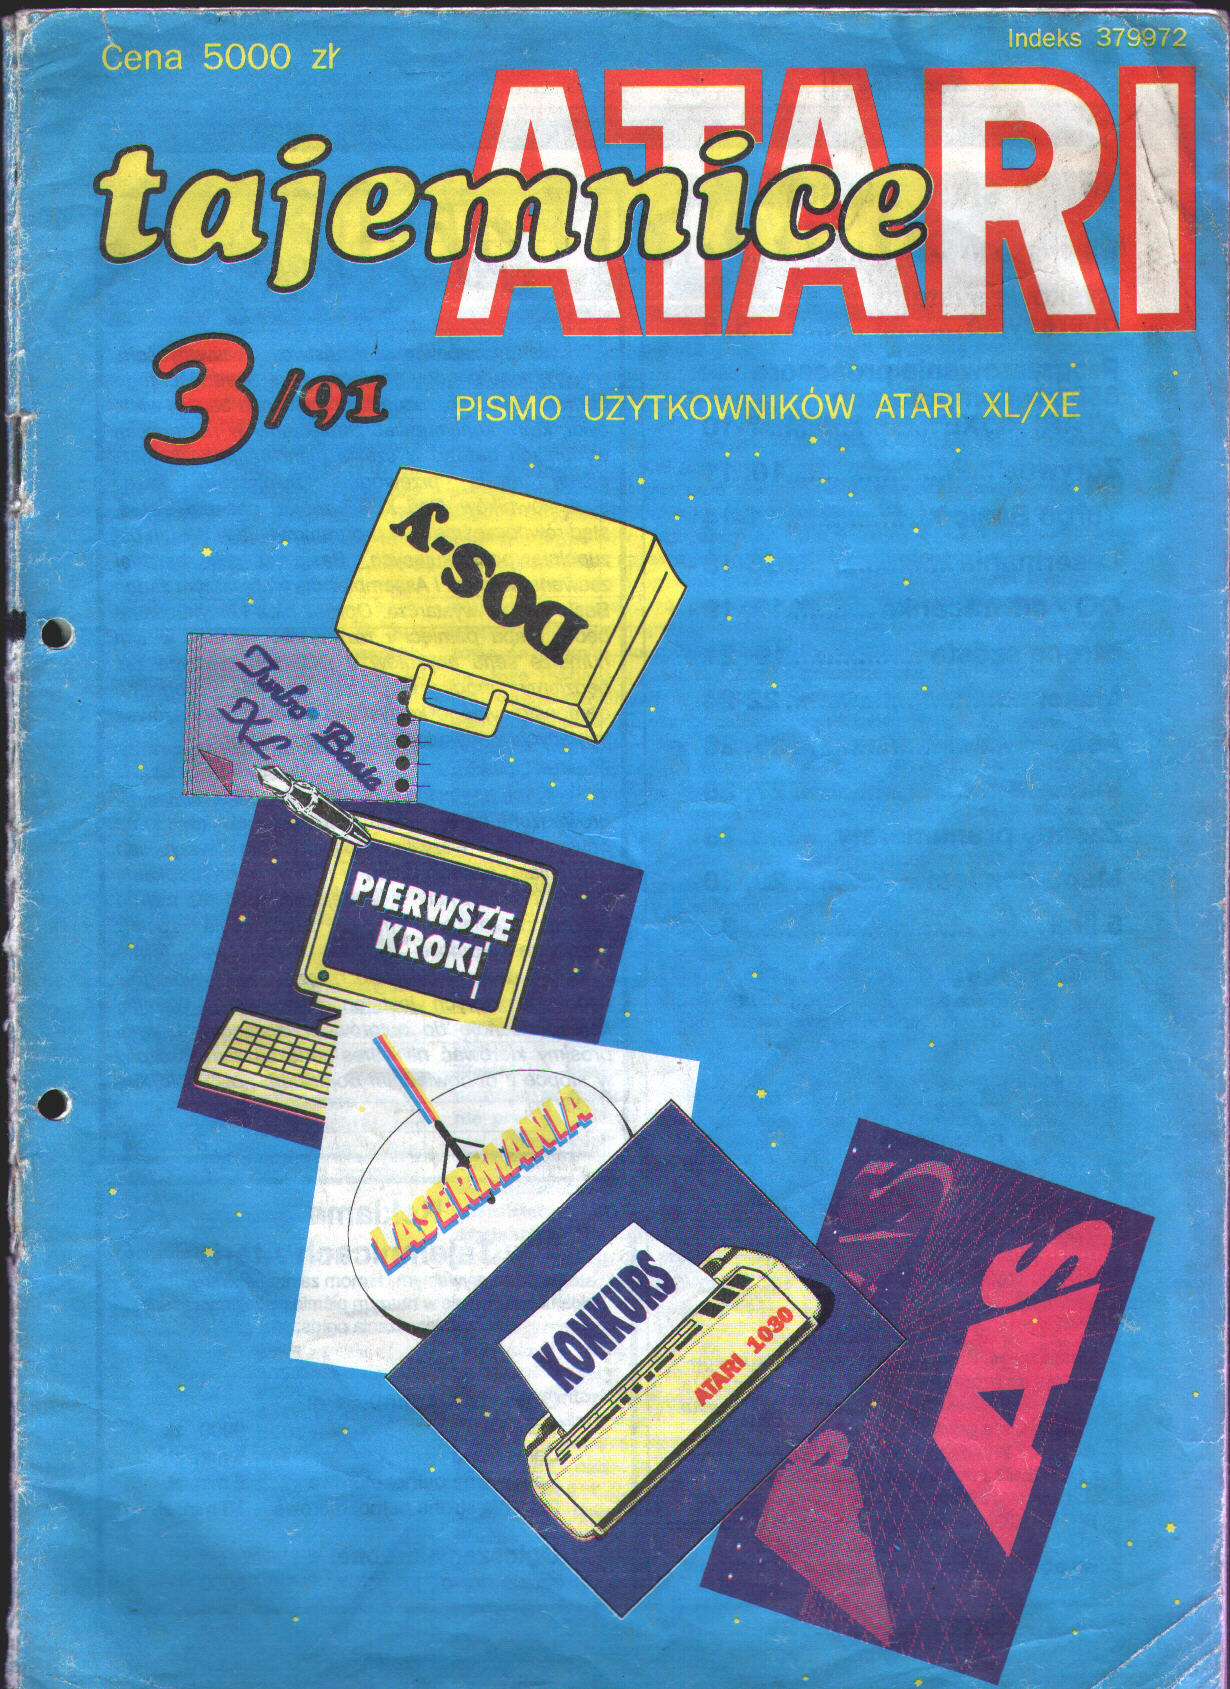 Cena 5000 zł
Indeks 379972
tajemnice ATARI
3/91
PISMO UŻYTKOWNIKÓW ATARI XL/XE
DOS-y
Turbo Basic
XL
PIERWSZE
KROKI
LASERMANIA
KONKURS
ATARI 1030
AS